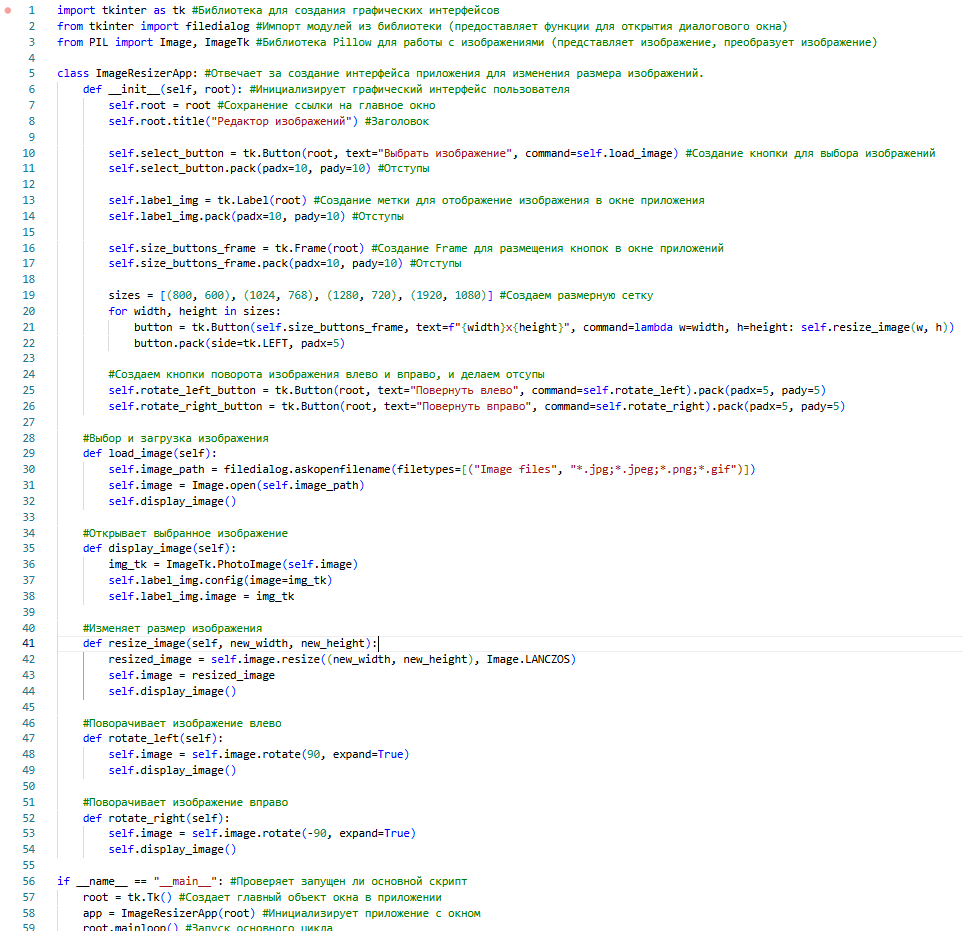 1 import tkinter as tk #Библиотека для создания графических интерфейсов
2 from tkinter import filedialog #Импорт модулей из библиотеки (предоставляет функции для открытия диалогового окна)
3 from PIL import Image, ImageTk #Библиотека Pillow для работы с изображениями (представляет изображение, преобразует изображение)
4
5 class ImageResizerApp: #Отвечает за создание интерфейса приложения для изменения размера изображений.
6     def __init__(self, root): #Инициализирует графический интерфейс пользователя
7         self.root = root #Сохранение ссылки на главное окно
8         self.root.title("Редактор изображений") #Заголовок
9
10         self.select_button = tk.Button(root, text="Выбрать изображение", command=self.load_image) #Создание кнопки для выбора изображений
11         self.select_button.pack(padx=10, pady=10) #Отступы
12
13         self.label_img = tk.Label(root) #Создание метки для отображение изображения в окне приложения
14         self.label_img.pack(padx=10, pady=10) #Отступы
15
16         self.size_buttons_frame = tk.Frame(root) #Создание Frame для размещения кнопок в окне приложений
17         self.size_buttons_frame.pack(padx=10, pady=10) #Отступы
18
19         sizes = [(800, 600), (1024, 768), (1280, 720), (1920, 1080)] #Создаем размерную сетку
20         for width, height in sizes:
21             button = tk.Button(self.size_buttons_frame, text=f"{width}x{height}", command=lambda w=width, h=height: self.resize_image(w, h))
22             button.pack(side=tk.LEFT, padx=5)
23
24         #Создаем кнопки поворота изображения влево и вправо, и делаем отсупы
25         self.rotate_left_button = tk.Button(root, text="Повернуть влево", command=self.rotate_left).pack(padx=5, pady=5)
26         self.rotate_right_button = tk.Button(root, text="Повернуть вправо", command=self.rotate_right).pack(padx=5, pady=5)
27
28     #Выбор и загрузка изображения
29     def load_image(self):
30         self.image_path = filedialog.askopenfilename(filetypes=[("Image files", "*.jpg;*.jpeg;*.png;*.gif")])
31         self.image = Image.open(self.image_path)
32         self.display_image()
33
34     #Открывает выбранное изображение
35     def display_image(self):
36         img_tk = ImageTk.PhotoImage(self.image)
37         self.label_img.config(image=img_tk)
38         self.label_img.image = img_tk
39
40     #Изменяет размер изображения
41     def resize_image(self, new_width, new_height):
42         resized_image = self.image.resize((new_width, new_height), Image.LANCZOS)
43         self.image = resized_image
44         self.display_image()
45
46     #Поворачивает изображение влево
47     def rotate_left(self):
48         self.image = self.image.rotate(90, expand=True)
49         self.display_image()
50
51     #Поворачивает изображение вправо
52     def rotate_right(self):
53         self.image = self.image.rotate(-90, expand=True)
54         self.display_image()
55
56 if __name__ == "__main__": #Проверяет запущен ли основной скрипт
57     root = tk.Tk() #Создает главный объект окна в приложении
58     app = ImageResizerApp(root) #Инициализирует приложение с окном
59     root.mainloop() #Запуск основного цикла